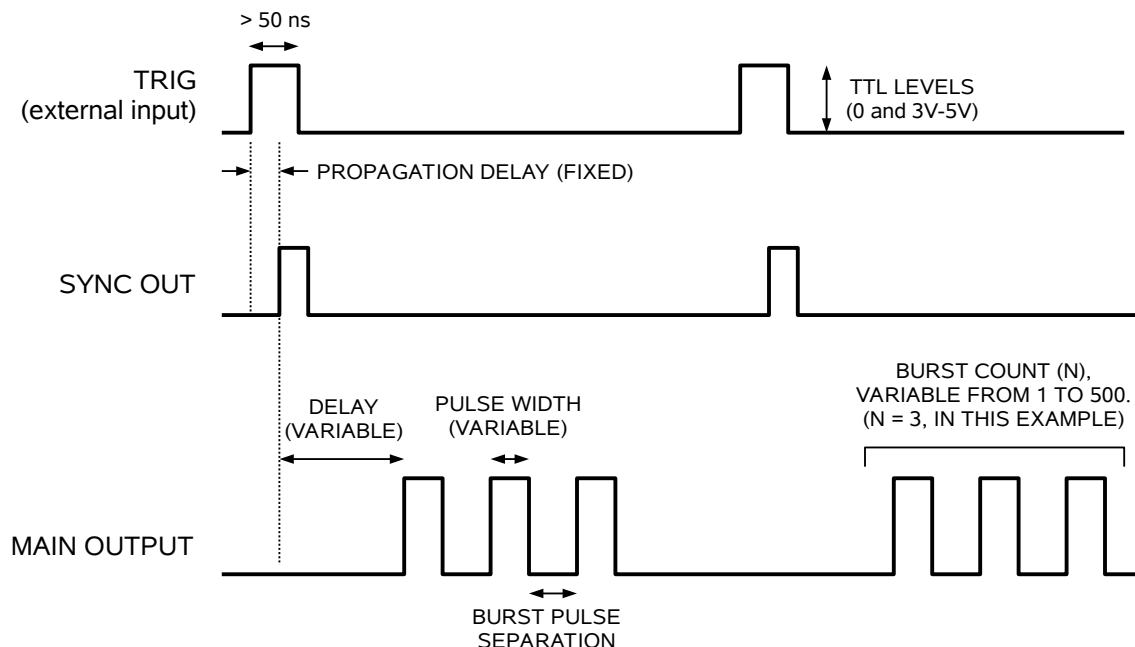 > 50 ns
TRIG
(external input)
TTL LEVELS
(0 and 3V-5V)
PROPAGATION DELAY (FIXED)
SYNC OUT
BURST COUNT (N),
VARIABLE FROM 1 TO 500.
(N = 3, IN THIS EXAMPLE)
DELAY
(VARIABLE)
PULSE WIDTH
(VARIABLE)
MAIN OUTPUT
BURST PULSE
SEPARATION